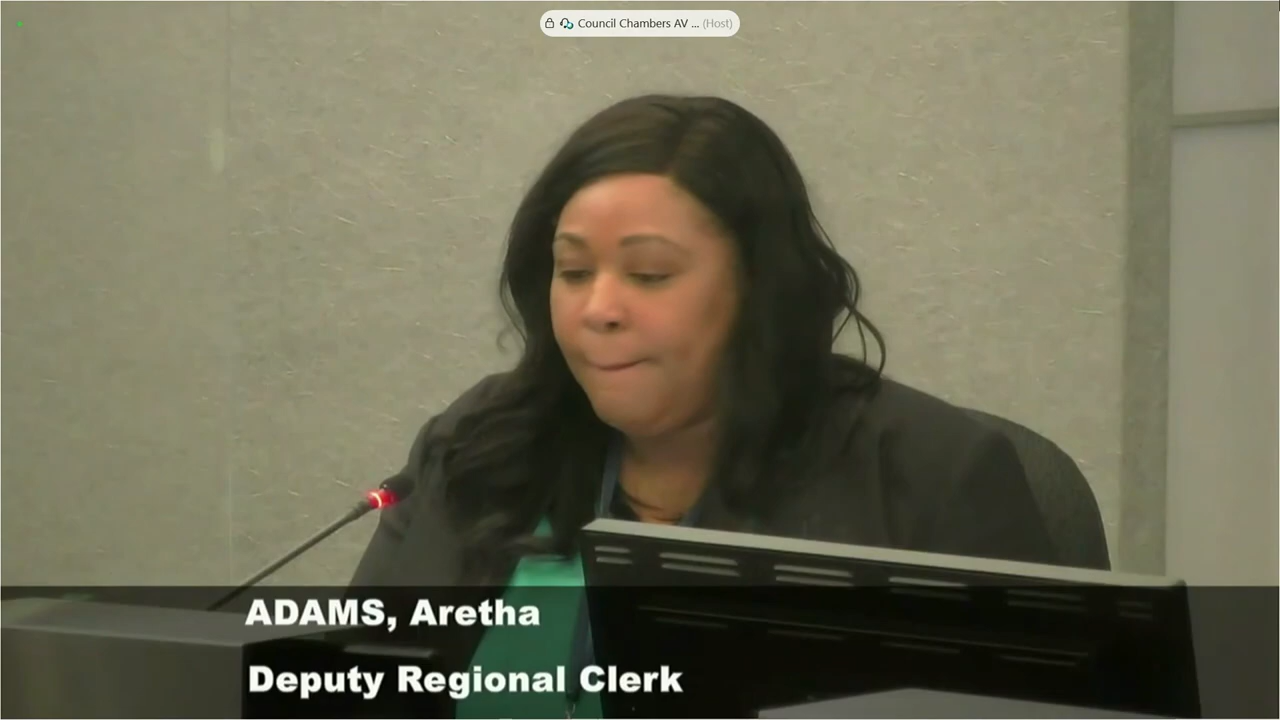 Council Chambers AV ... (Host)
ADAMS, Aretha
Deputy Regional Clerk